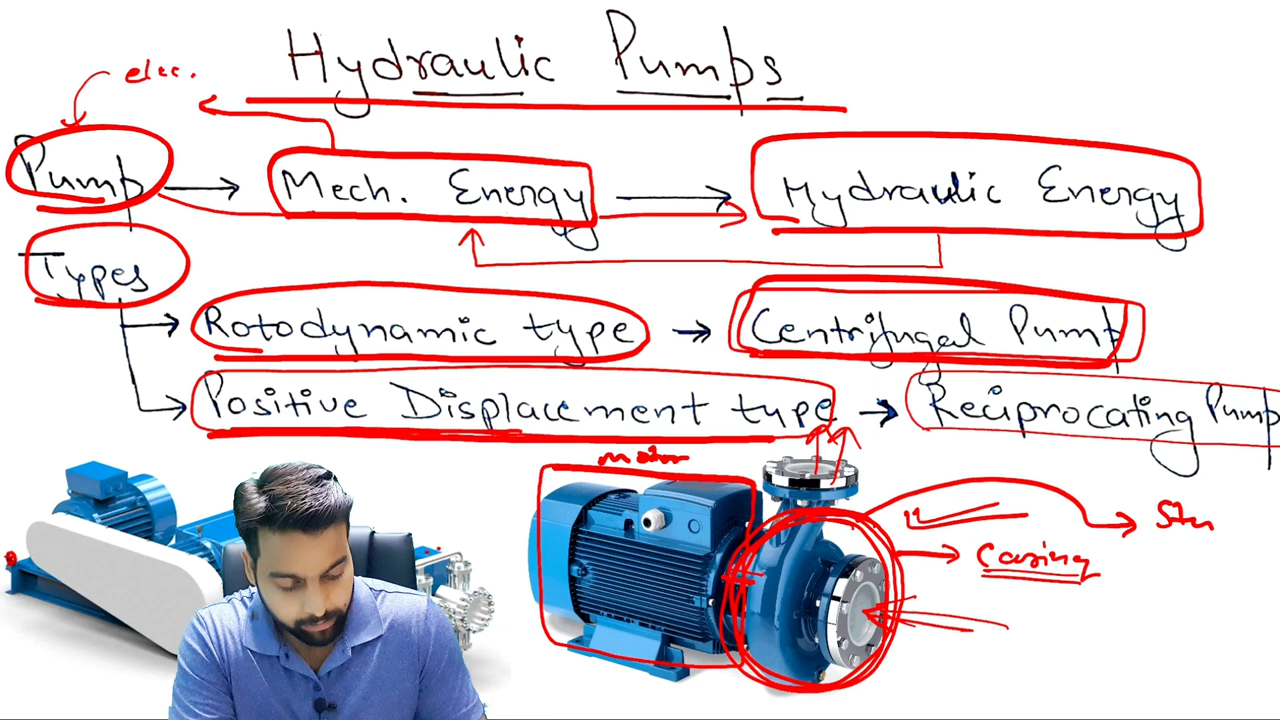 Hydraulic Pumps
elec.
Pump → Mech. Energy → Hydraulic Energy
Types
→ Rotodynamic type → Centrifugal Pump
→ Positive Displacement type → Reciprocating Pump
Motor
Casing